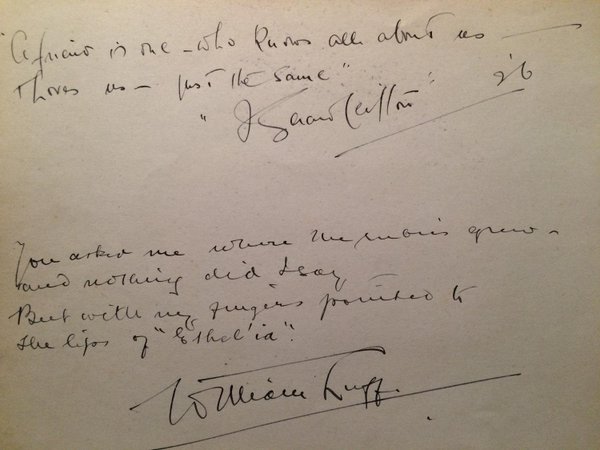 "A friend is one – who knows all about us –
& loves us – just the same".
26
You asked me where the rubies grew –
and nothing did I say
But with my fingers pointed to
the lips of "Ethel'ia".
William